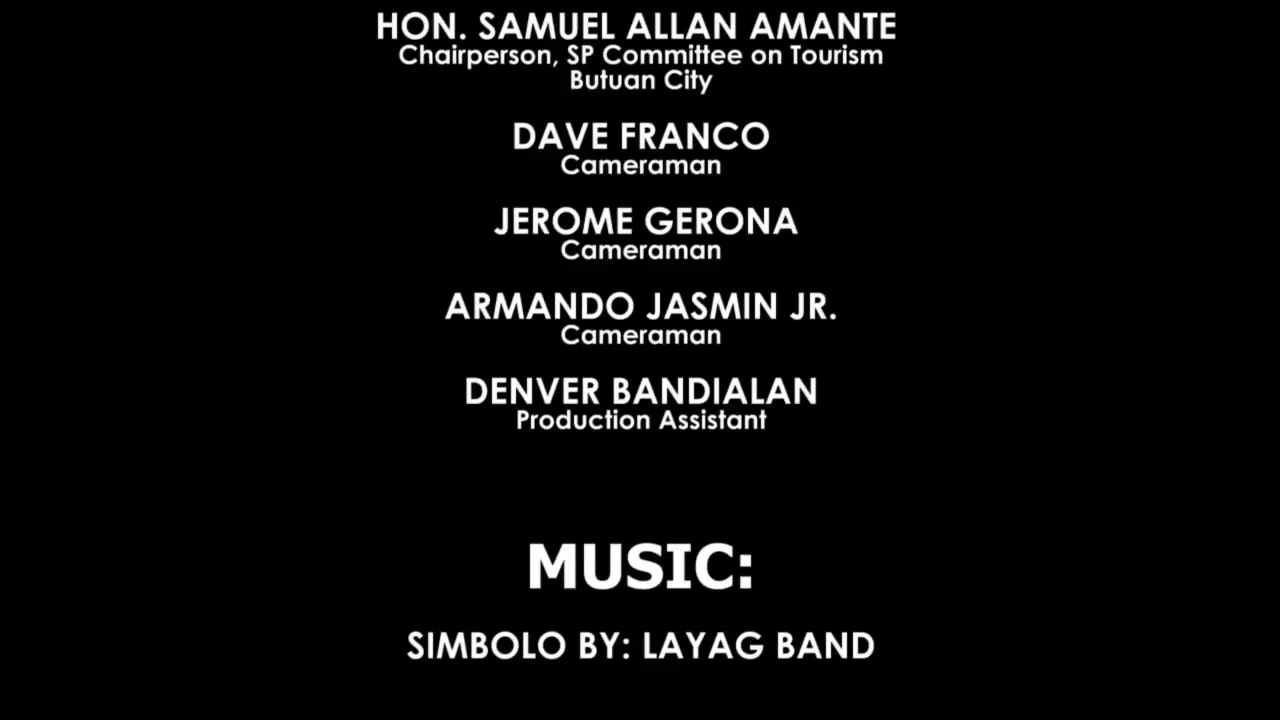 HON. SAMUEL ALLAN AMANTE
Chairperson, SP Committee on Tourism
Butuan City
DAVE FRANCO
Cameraman
JEROME GERONA
Cameraman
ARMANDO JASMIN JR.
Cameraman
DENVER BANDIALAN
Production Assistant
MUSIC:
SIMBOLO BY: LAYAG BAND